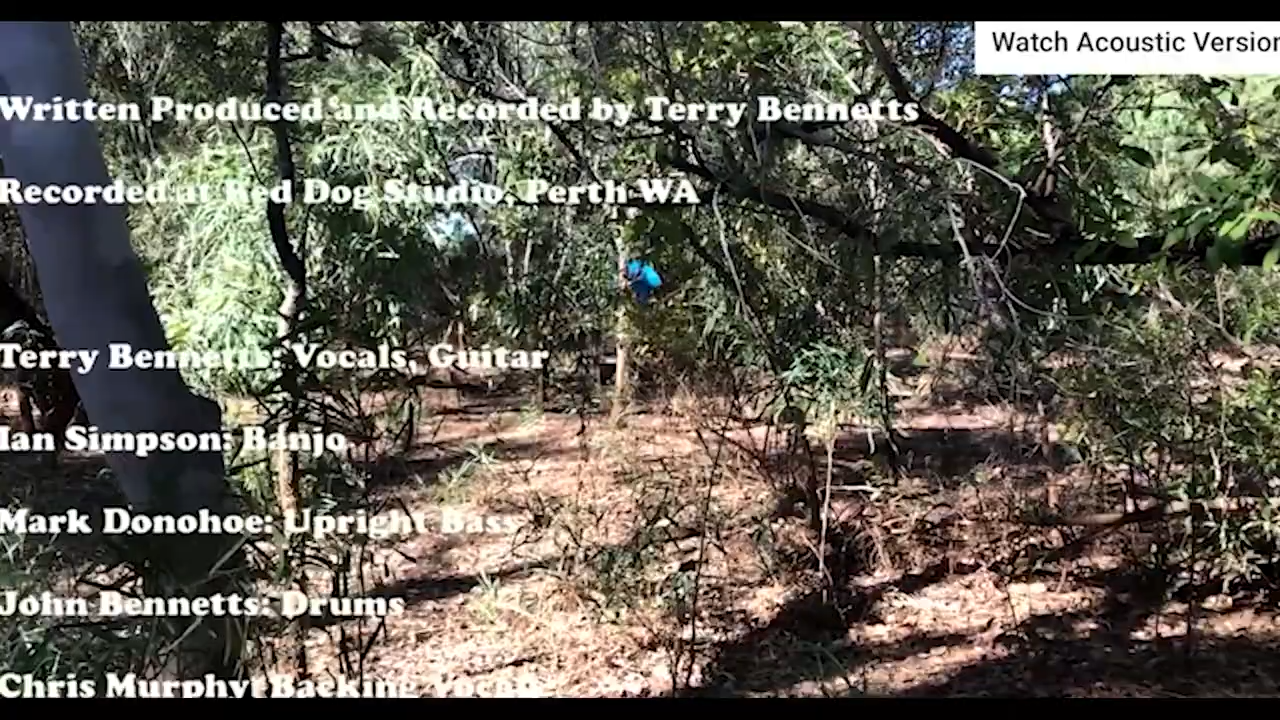 Watch Acoustic Version
Written Produced and Recorded by Terry Bennetts
Recorded at Red Dog Studio, Perth WA
Terry Bennetts: Vocals, Guitar
Ian Simpson: Banjo
Mark Donohoe: Upright Bass
John Bennetts: Drums
Chris Murphy: Backing Vocals